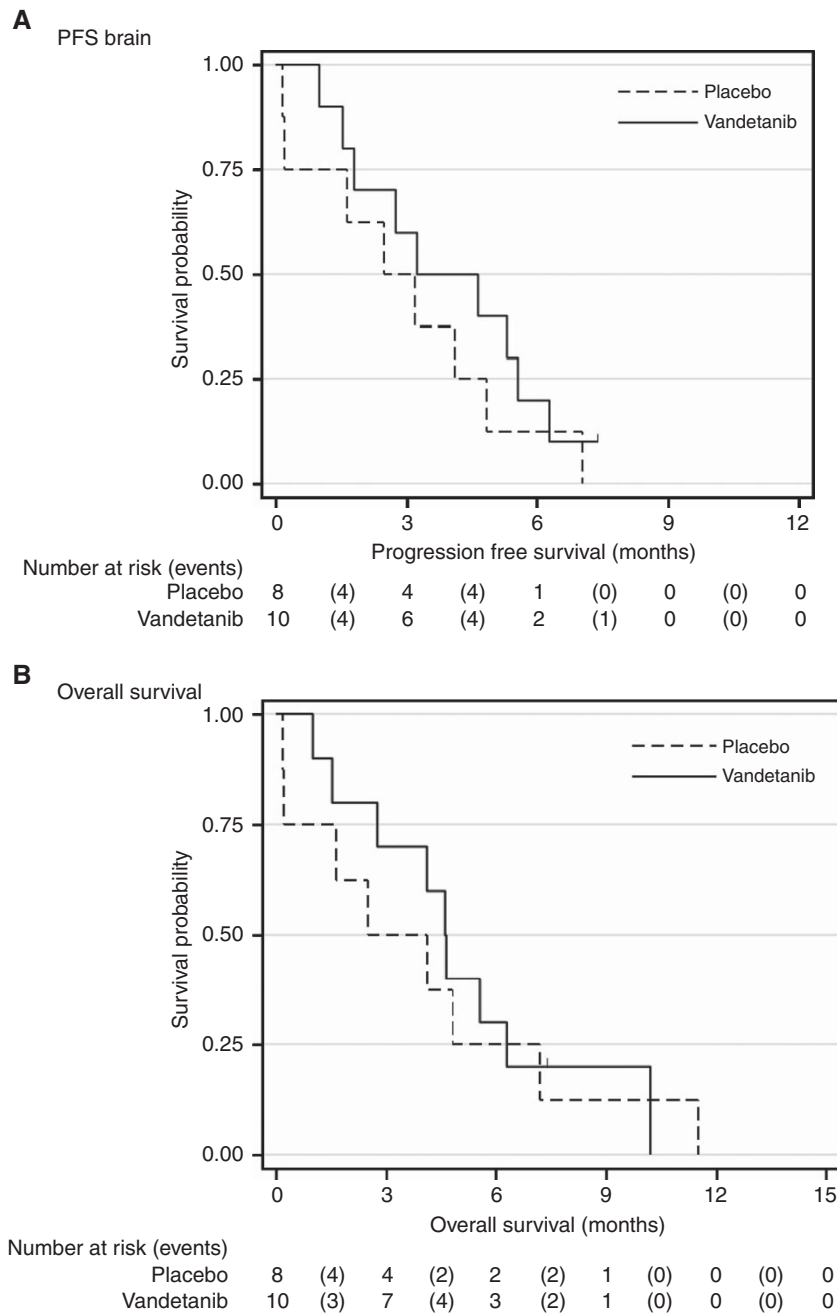 A
PFS brain
1.00
0.75
0.50
0.25
0.00
Survival probability
Placebo
Vandetanib
0 3 6 9 12
Progression free survival (months)
Number at risk (events)
Placebo 8 (4) 4 (4) 1 (0) 0 (0) 0
Vandetanib 10 (4) 6 (4) 2 (1) 0 (0) 0
B
Overall survival
1.00
0.75
0.50
0.25
0.00
Survival probability
Placebo
Vandetanib
0 3 6 9 12 15
Overall survival (months)
Number at risk (events)
Placebo 8 (4) 4 (2) 2 (2) 1 (0) 0 (0) 0
Vandetanib 10 (3) 7 (4) 3 (2) 1 (0) 0 (0) 0